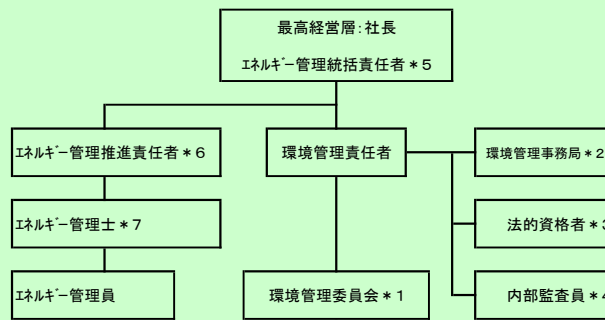 最高経営層：社長
エネルギー管理統括責任者＊５
エネルギー管理推進責任者＊６
環境管理責任者
環境管理事務局＊２
エネルギー管理士＊７
法的資格者＊３
エネルギー管理員
環境管理委員会＊１
内部監査員＊４